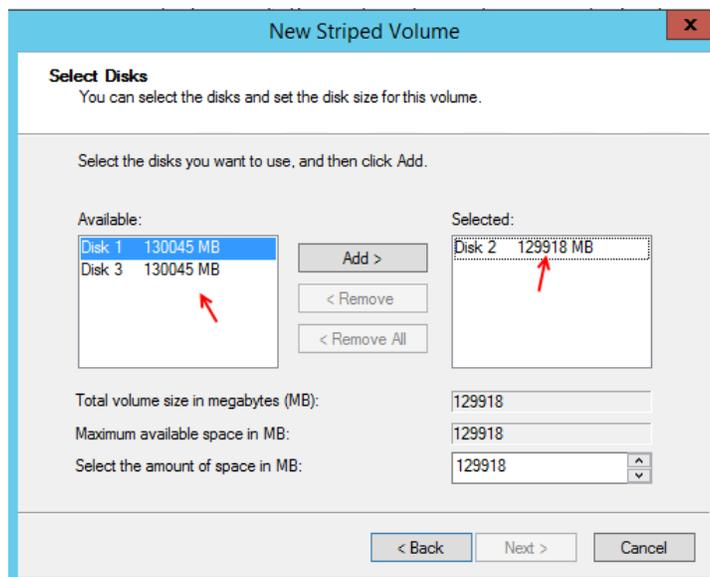 New Striped Volume
x
Select Disks
You can select the disks and set the disk size for this volume.
Select the disks you want to use, and then click Add.
Available:
Disk 1 130045 MB
Disk 3 130045 MB
Add >
< Remove
< Remove All
Selected:
Disk 2 129918 MB
Total volume size in megabytes (MB):
129918
Maximum available space in MB:
129918
Select the amount of space in MB:
129918
< Back
Next >
Cancel